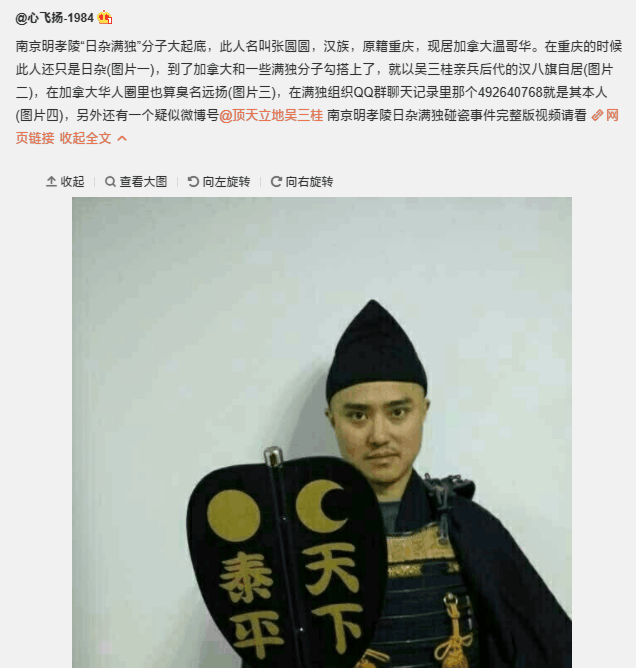 @心飞扬-1984
南京明孝陵“日杂满独”分子大起底，此人名叫张圆圆，汉族，原籍重庆，现居加拿大温哥华。在重庆的时候
此人还只是日杂(图片一)，到了加拿大和一些满独分子勾搭上了，就以吴三桂亲兵后代的汉八旗自居(图片
二)，在加拿大华人圈里也算臭名远扬(图片三)，在满独组织QQ群聊天记录里那个492640768就是其本人
(图片四)，另外还有一个疑似微博号@顶天立地吴三桂 南京明孝陵日杂满独碰瓷事件完整版视频请看 网
页链接 收起全文
收起 查看大图 向左旋转 向右旋转
天下
泰平